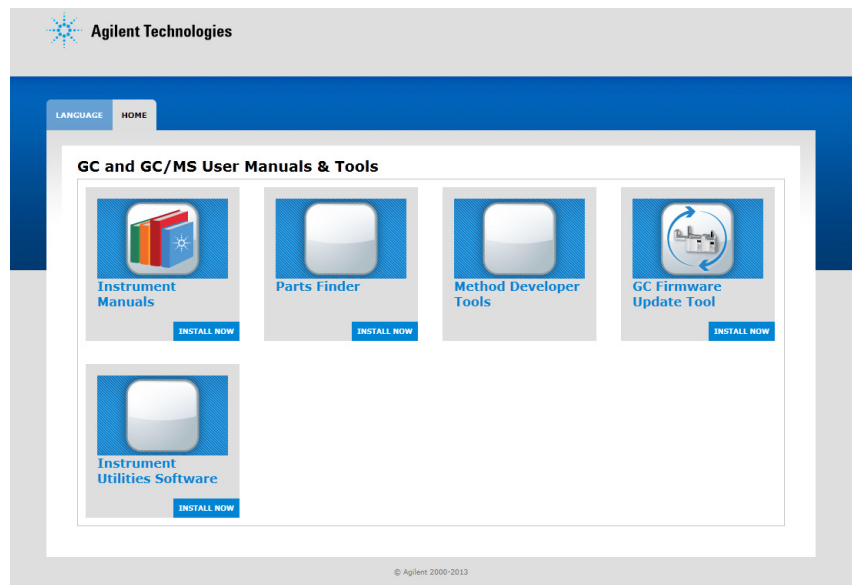 Agilent Technologies
LANGUAGE HOME
GC and GC/MS User Manuals & Tools
Instrument
Manuals
INSTALL NOW
Parts Finder
INSTALL NOW
Method Developer
Tools
GC Firmware
Update Tool
INSTALL NOW
Instrument
Utilities Software
INSTALL NOW
© Agilent 2000-2013